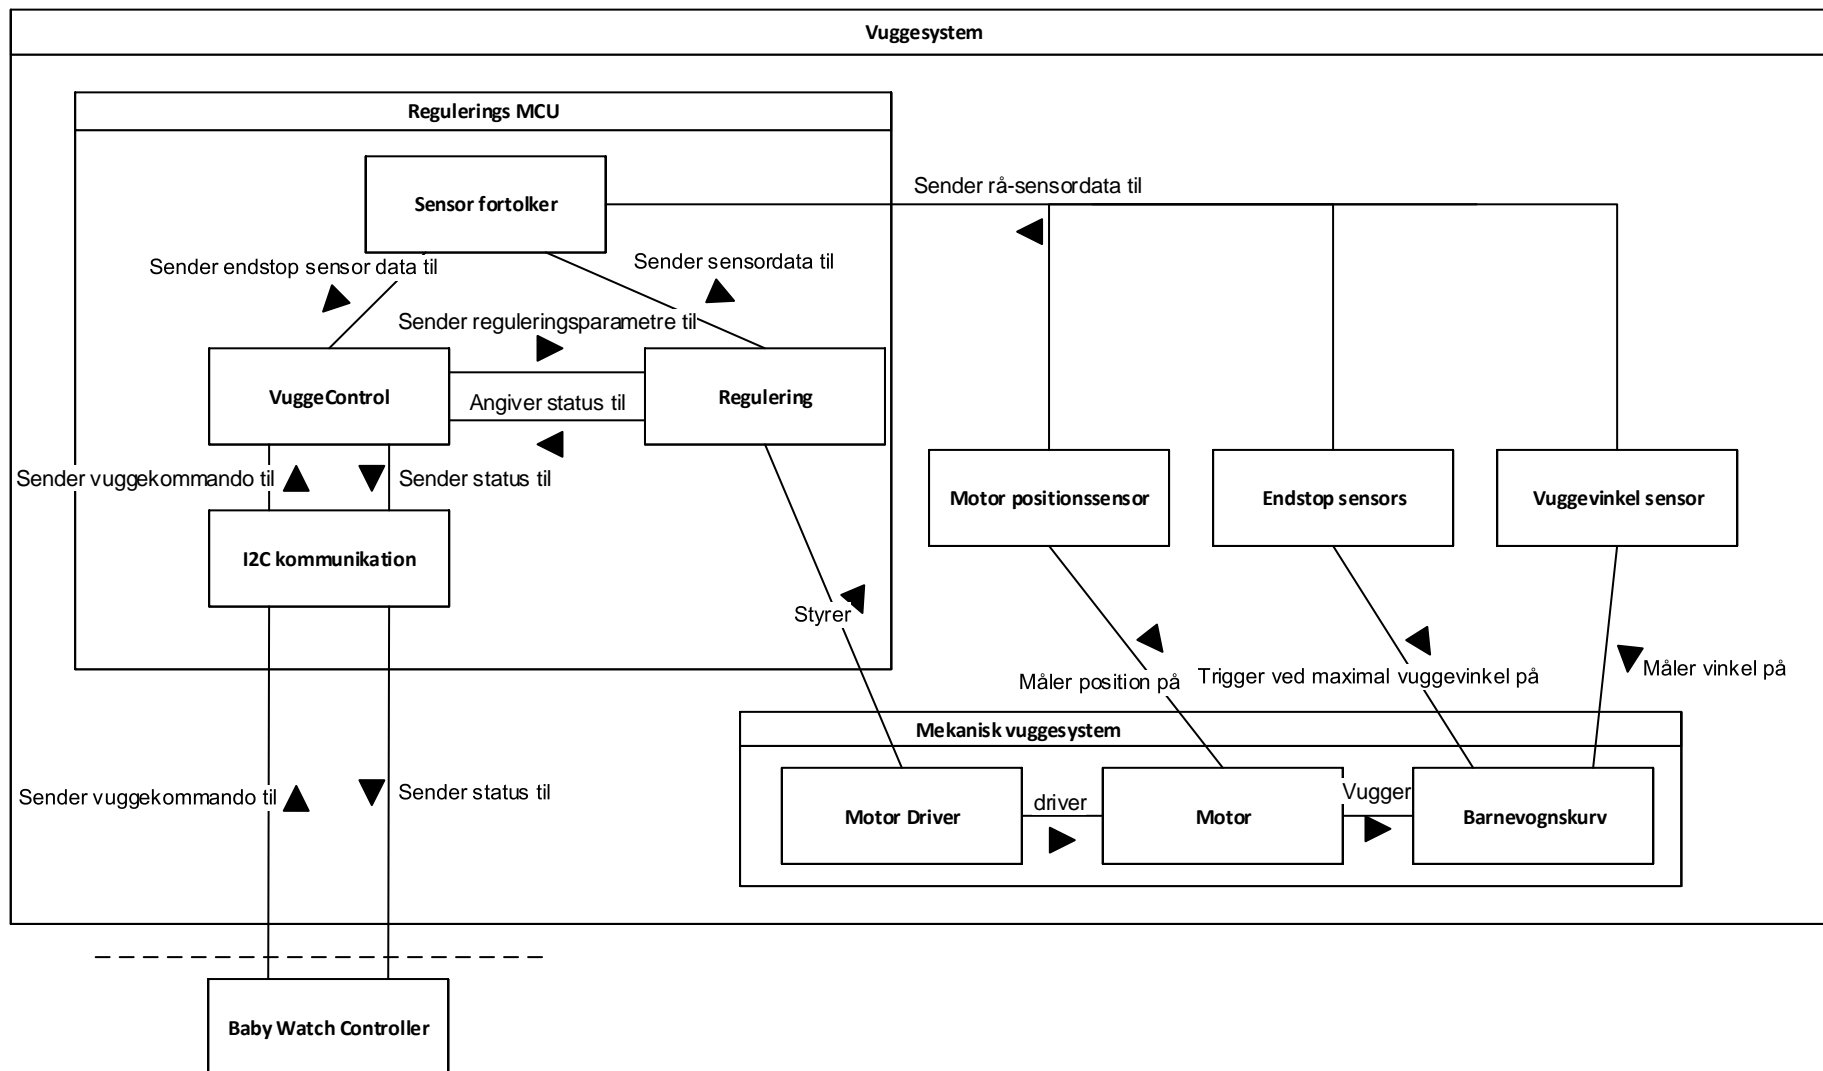 Vuggesystem
Regulerings MCU
Sensor fortolker
Sender rå-sensordata til
Sender endstop sensor data til
Sender sensordata til
Sender reguleringsparametre til
VuggeControl
Angiver status til
Regulering
Sender vuggekommando til
Sender status til
Motor positionssensor
Endstop sensors
Vuggevinkel sensor
I2C kommunikation
Styrer
Måler position på
Trigger ved maximal vuggevinkel på
Måler vinkel på
Mekanisk vuggesystem
Sender vuggekommando til
Sender status til
Motor Driver
driver
Motor
Vugger
Barnevognskurv
Baby Watch Controller